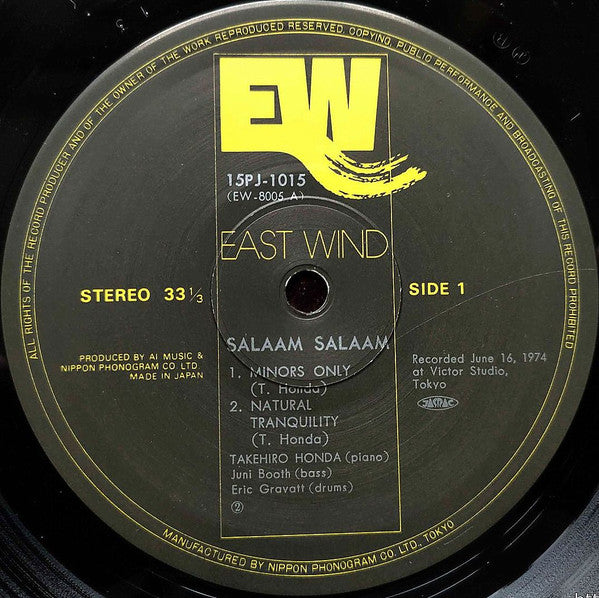 ALL RIGHTS OF THE RECORD PRODUCER AND OF THE OWNER OF THE WORK REPRODUCED RESERVED. COPYING, PUBLIC PERFORMANCE AND BROADCASTING OF THIS RECORD PROHIBITED
EW
15PJ-1015
(EW-8005 A)
EAST WIND
STEREO 33 1/3
SIDE 1
SALAAM SALAAM
PRODUCED BY AI MUSIC &
NIPPON PHONOGRAM CO. LTD.
MADE IN JAPAN
1. MINORS ONLY
(T. Honda)
2. NATURAL
TRANQUILITY
(T. Honda)
Recorded June 16, 1974
at Victor Studio,
Tokyo
JASRAC
TAKEHIRO HONDA (piano)
Juni Booth (bass)
Eric Gravatt (drums)
②
MANUFACTURED BY NIPPON PHONOGRAM CO., LTD., TOKYO
htt